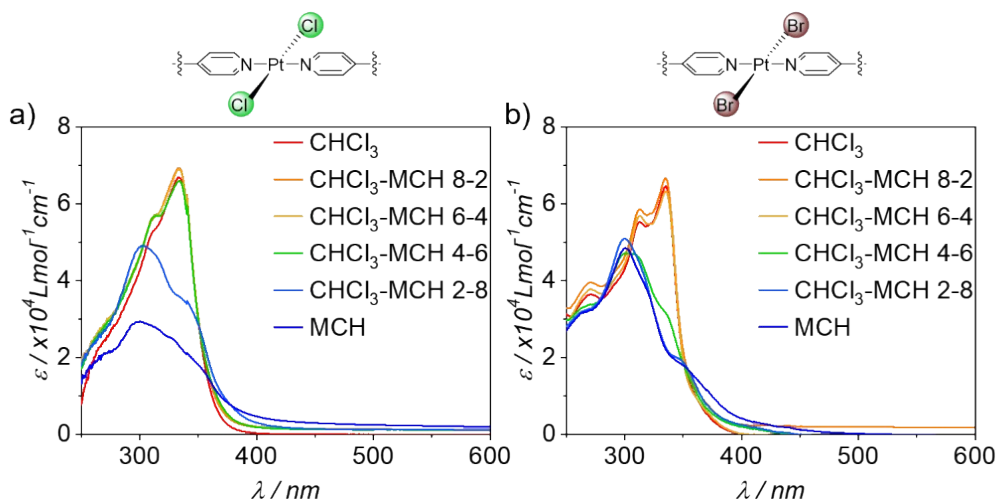 Cl
N Pt N
Cl
Br
N Pt N
Br
a)
8
6
4
2
0
300 400 500 600
ε / x10⁴Lmol⁻¹cm⁻¹
λ / nm
CHCl₃
CHCl₃-MCH 8-2
CHCl₃-MCH 6-4
CHCl₃-MCH 4-6
CHCl₃-MCH 2-8
MCH
b)
8
6
4
2
0
300 400 500 600
ε / x10⁴Lmol⁻¹cm⁻¹
λ / nm
CHCl₃
CHCl₃-MCH 8-2
CHCl₃-MCH 6-4
CHCl₃-MCH 4-6
CHCl₃-MCH 2-8
MCH